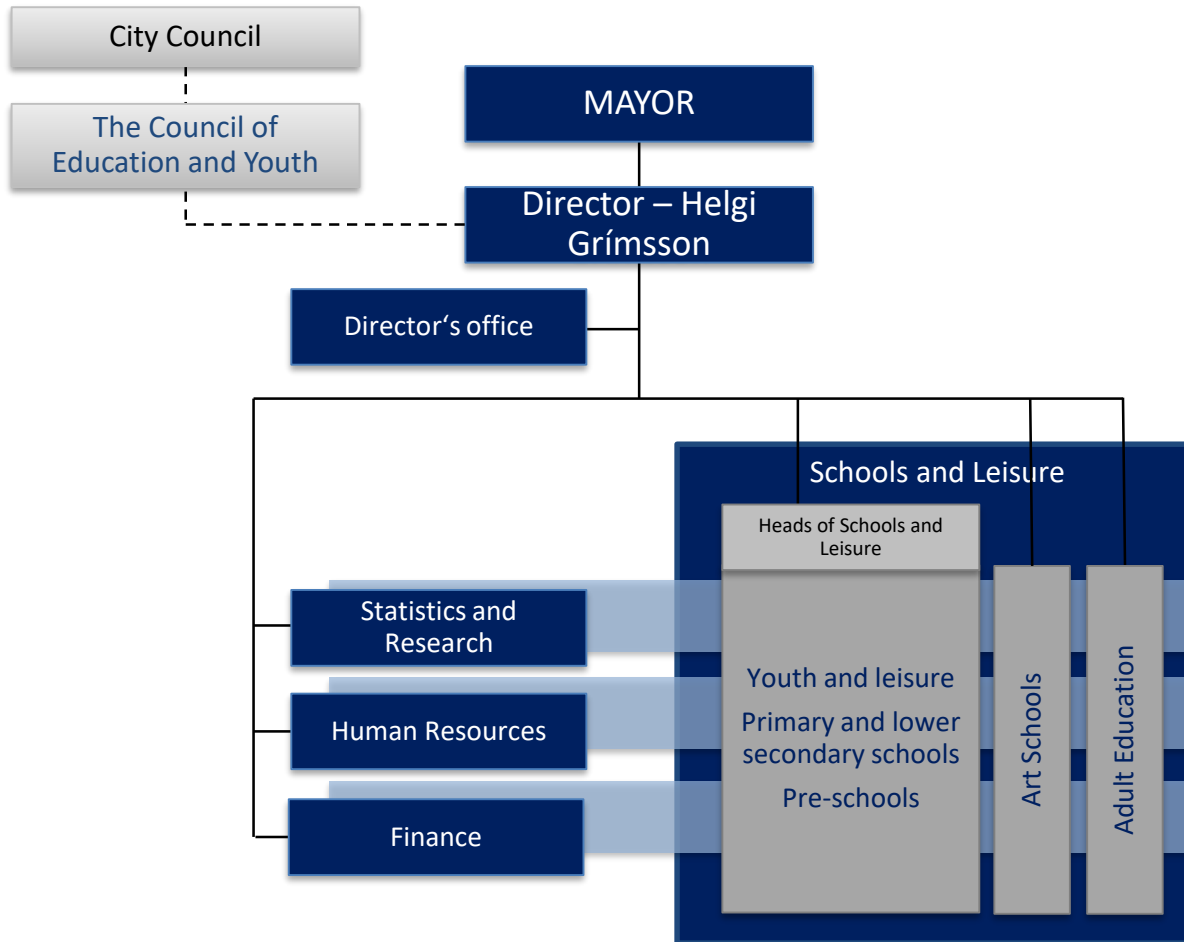 City Council
The Council of
Education and Youth
MAYOR
Director – Helgi
Grímsson
Director‘s office
Schools and Leisure
Heads of Schools and
Leisure
Statistics and
Research
Human Resources
Finance
Youth and leisure
Primary and lower
secondary schools
Pre-schools
Art Schools
Adult Education